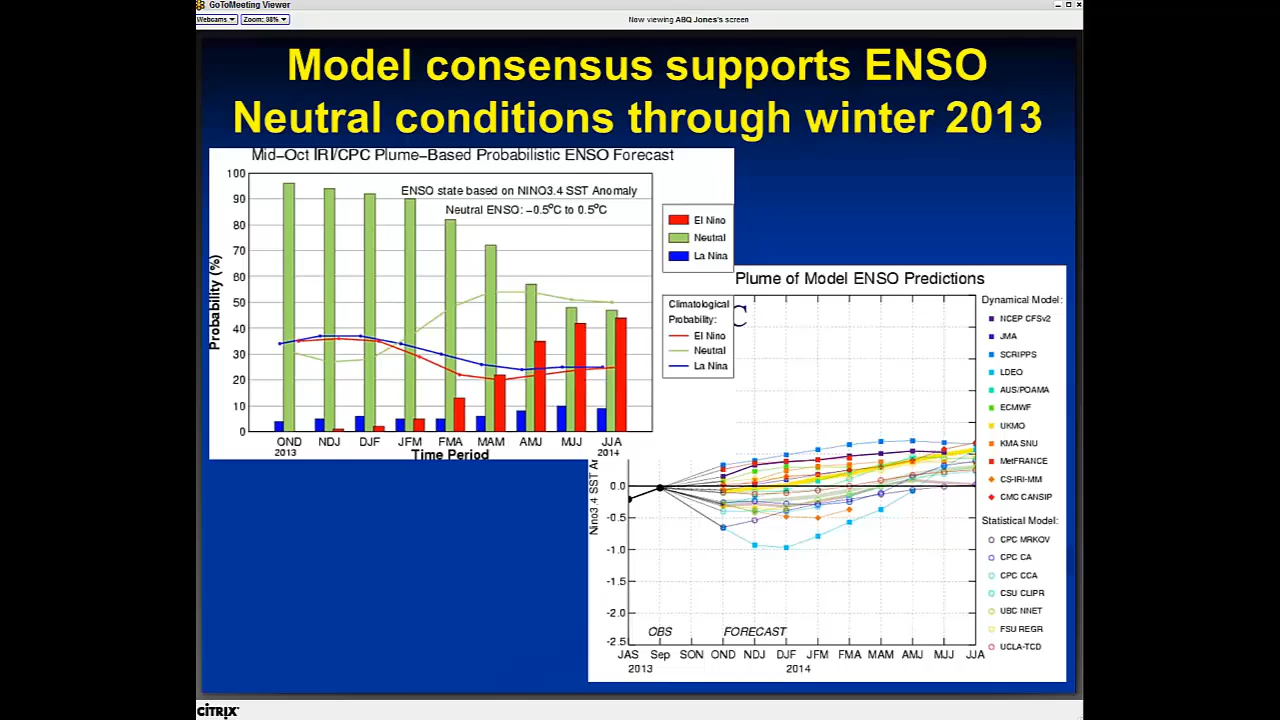 GoToMeeting Viewer
Webcams
Zoom: 38%
Now viewing ABQ Jones's screen
Model consensus supports ENSO
Neutral conditions through winter 2013
Mid-Oct IRI/CPC Plume-Based Probabilistic ENSO Forecast
ENSO state based on NINO3.4 SST Anomaly
Neutral ENSO: -0.5°C to 0.5°C
Probability (%)
100
90
80
70
60
50
40
30
20
10
0
OND NDJ DJF JFM FMA MAM AMJ MJJ JJA
2013 2014
Time Period
El Nino
Neutral
La Nina
Climatological
Probability:
El Nino
Neutral
La Nina
Plume of Model ENSO Predictions
Nino3.4 SST
0.0
-0.5
-1.0
-1.5
-2.0
-2.5
OBS FORECAST
JAS Sep SON OND NDJ DJF JFM FMA MAM AMJ MJJ JJA
2013 2014
Dynamical Model:
NCEP CFSv2
JMA
SCRIPPS
LDEO
AUS/POAMA
ECMWF
UKMO
KMA SNU
MetFRANCE
CS-IRI-MM
CMC CANSIP
Statistical Model:
CPC MRKOV
CPC CA
CPC CCA
CSU CLIPR
UBC NNET
FSU REGR
UCLA-TCD
CİTRIX